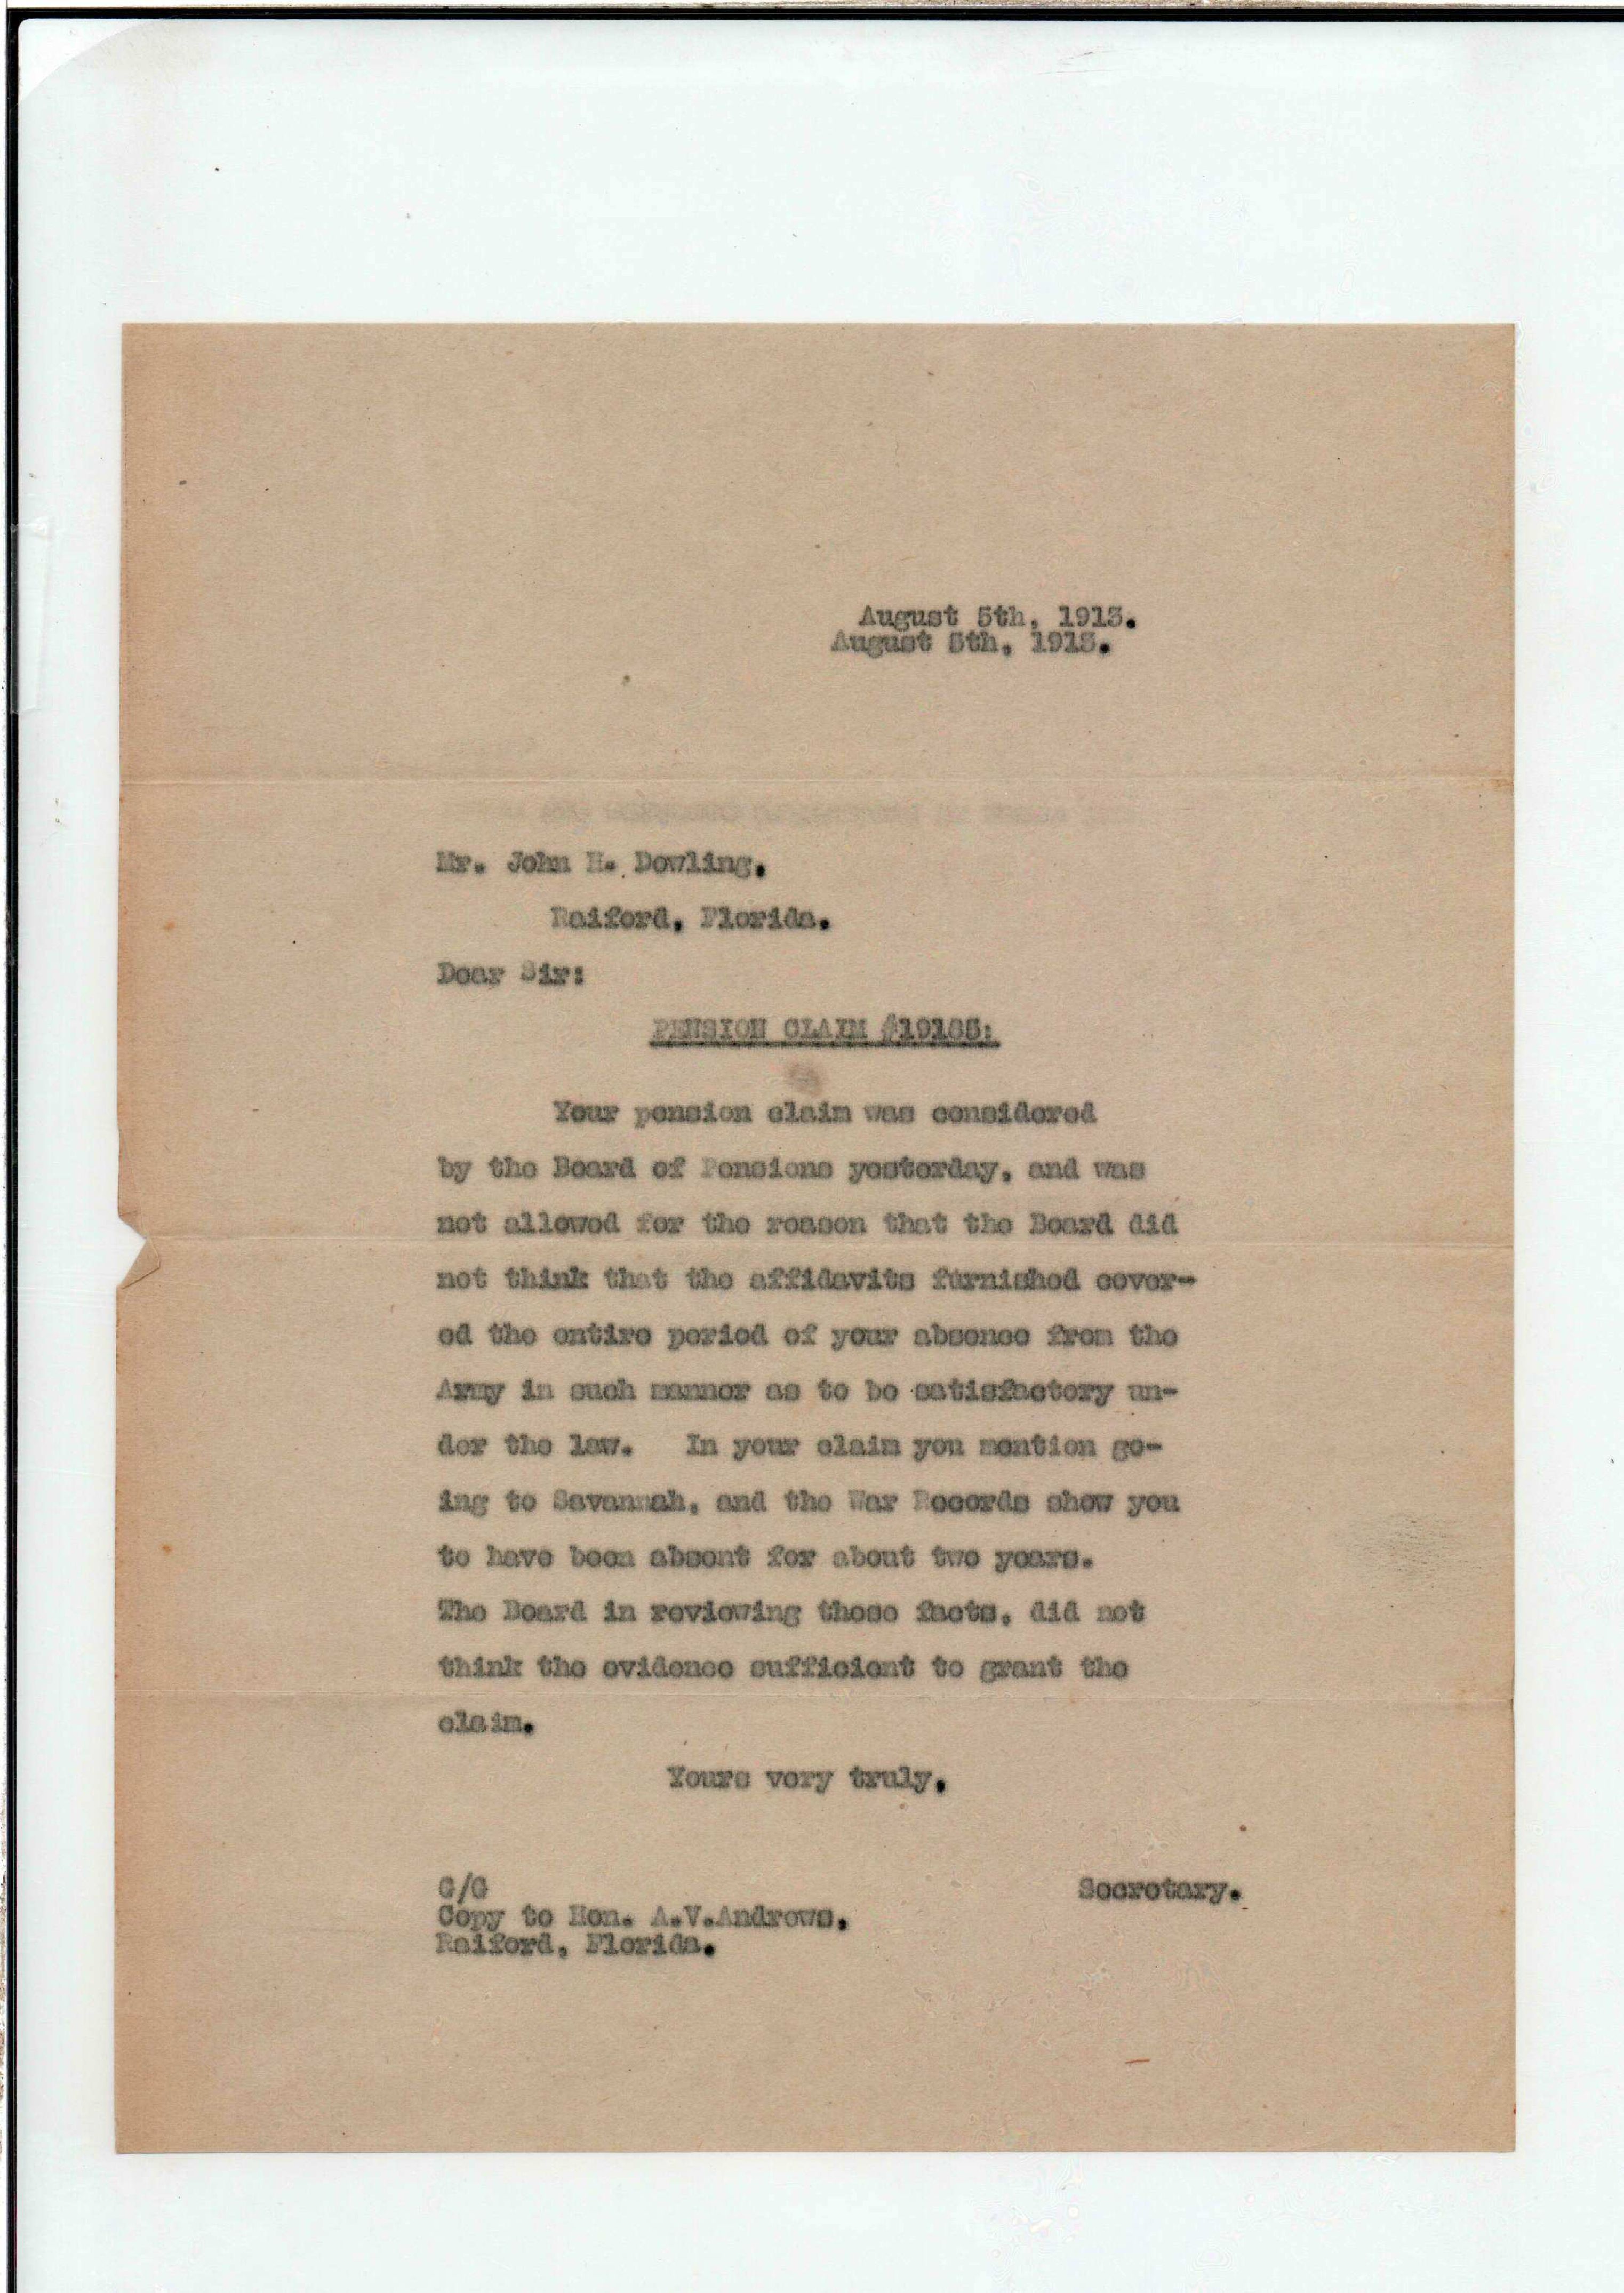 August 5th, 1913.
August 5th, 1913.
Mr. John H. Dowling,
Raiford, Florida.
Dear Sir:
PENSION CLAIM #19185:
Your pension claim was considered
by the Board of Pensions yesterday, and was
not allowed for the reason that the Board did
not think that the affidavits furnished cover-
ed the entire period of your absence from the
Army in such manner as to be satisfactory un-
der the law. In your claim you mention go-
ing to Savannah, and the War Records show you
to have been absent for about two years.
The Board in reviewing those facts, did not
think the evidence sufficient to grant the
claim.
Yours very truly,
Secretary.
G/G
Copy to Hon. A.V.Andrews,
Raiford, Florida.